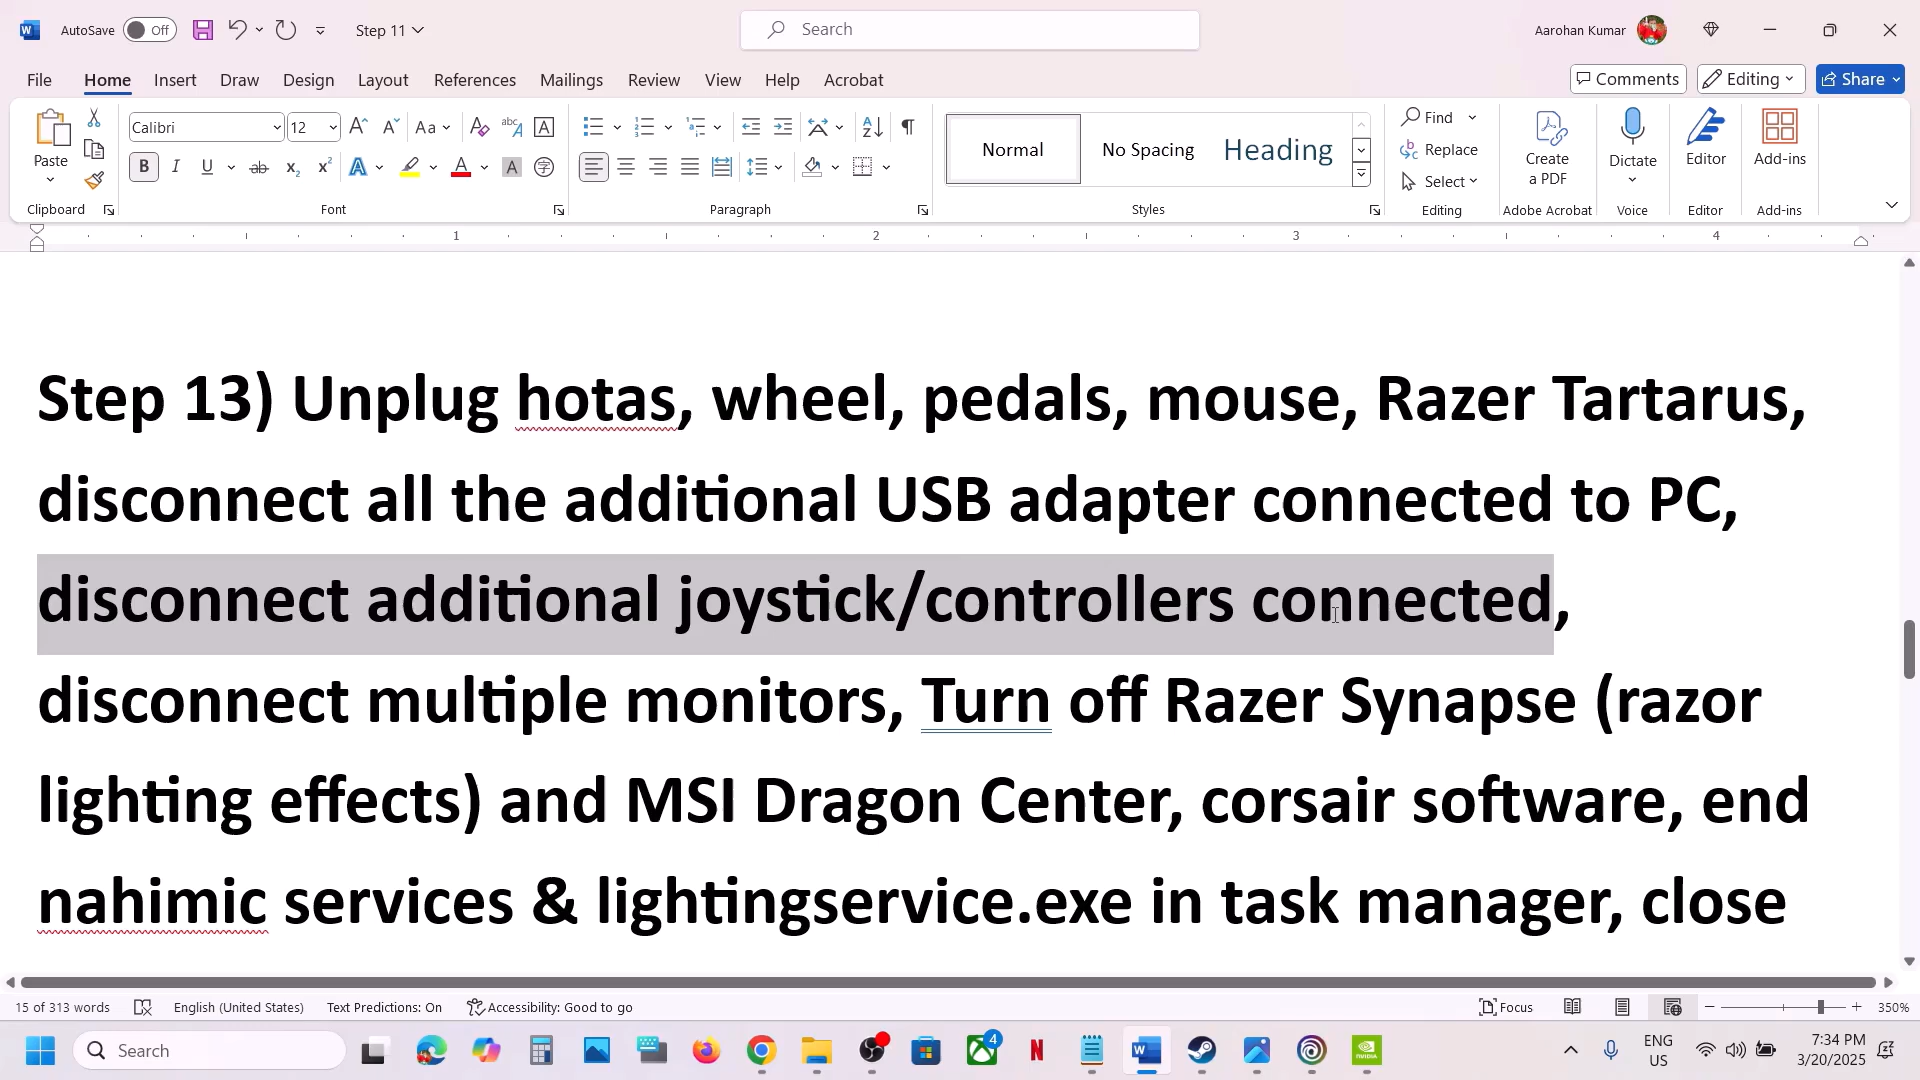 AutoSave Off Step 11 Search Aarohan Kumar
File Home Insert Draw Design Layout References Mailings Review View Help Acrobat Comments Editing Share
Paste Calibri 12 Aa Normal No Spacing Heading Find Replace Select Create a PDF Dictate Editor Add-ins
Clipboard Font Paragraph Styles Editing Adobe Acrobat Voice Editor Add-ins
1 2 3 4
Step 13) Unplug hotas, wheel, pedals, mouse, Razer Tartarus,
disconnect all the additional USB adapter connected to PC,
disconnect additional joystick/controllers connected,
disconnect multiple monitors, Turn off Razer Synapse (razor
lighting effects) and MSI Dragon Center, corsair software, end
nahimic services & lightingservice.exe in task manager, close
15 of 313 words English (United States) Text Predictions: On Accessibility: Good to go Focus 350%
Search 4 ENG US 7:34 PM 3/20/2025